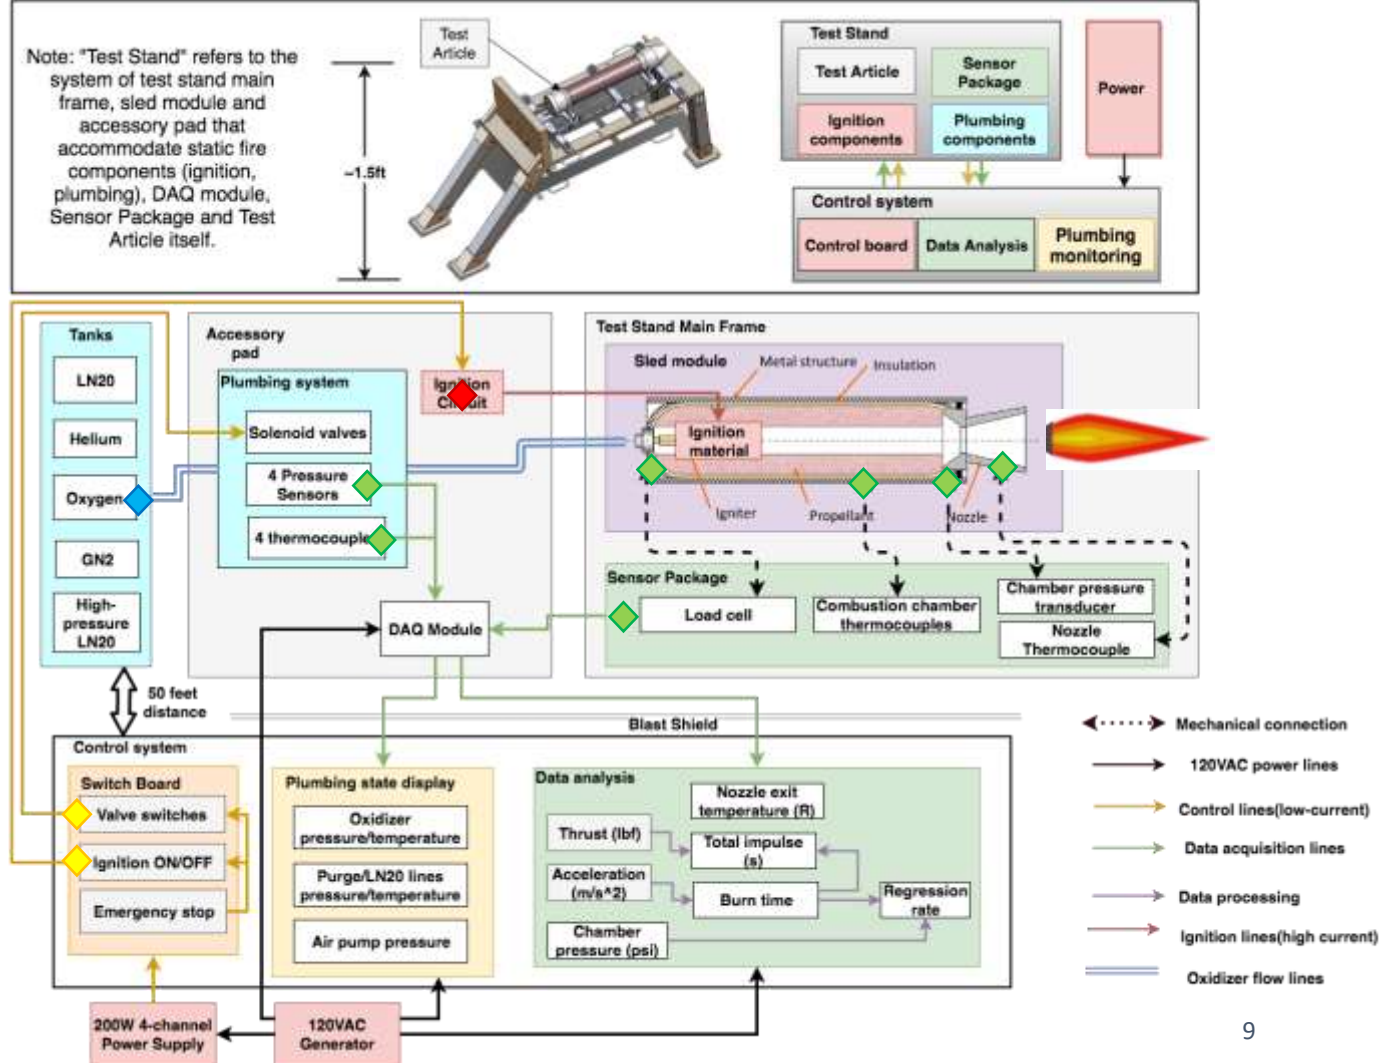 Note: "Test Stand" refers to the
system of test stand main
frame, sled module and
accessory pad that
accommodate static fire
components (ignition,
plumbing), DAQ module,
Sensor Package and Test
Article itself.
~1.5ft
Test
Article
Test Stand
Test Article
Sensor
Package
Ignition
components
Plumbing
components
Power
Control system
Control board
Data Analysis
Plumbing
monitoring
Tanks
LN20
Helium
Oxygen
GN2
High-
pressure
LN20
50 feet
distance
Accessory
pad
Plumbing system
Solenoid valves
4 Pressure
Sensors
4 thermocouple
Ignition
Circuit
DAQ Module
Test Stand Main Frame
Sled module
Metal structure
Insulation
Ignition
material
Igniter
Propellant
Nozzle
Sensor Package
Load cell
Combustion chamber
thermocouples
Chamber pressure
transducer
Nozzle
Thermocouple
Blast Shield
Control system
Switch Board
Valve switches
Ignition ON/OFF
Emergency stop
Plumbing state display
Oxidizer
pressure/temperature
Purge/LN20 lines
pressure/temperature
Air pump pressure
Data analysis
Nozzle exit
temperature (R)
Thrust (lbf)
Total impulse
(s)
Acceleration
(m/s^2)
Burn time
Regression
rate
Chamber
pressure (psi)
200W 4-channel
Power Supply
120VAC
Generator
Mechanical connection
120VAC power lines
Control lines(low-current)
Data acquisition lines
Data processing
Ignition lines(high current)
Oxidizer flow lines
9